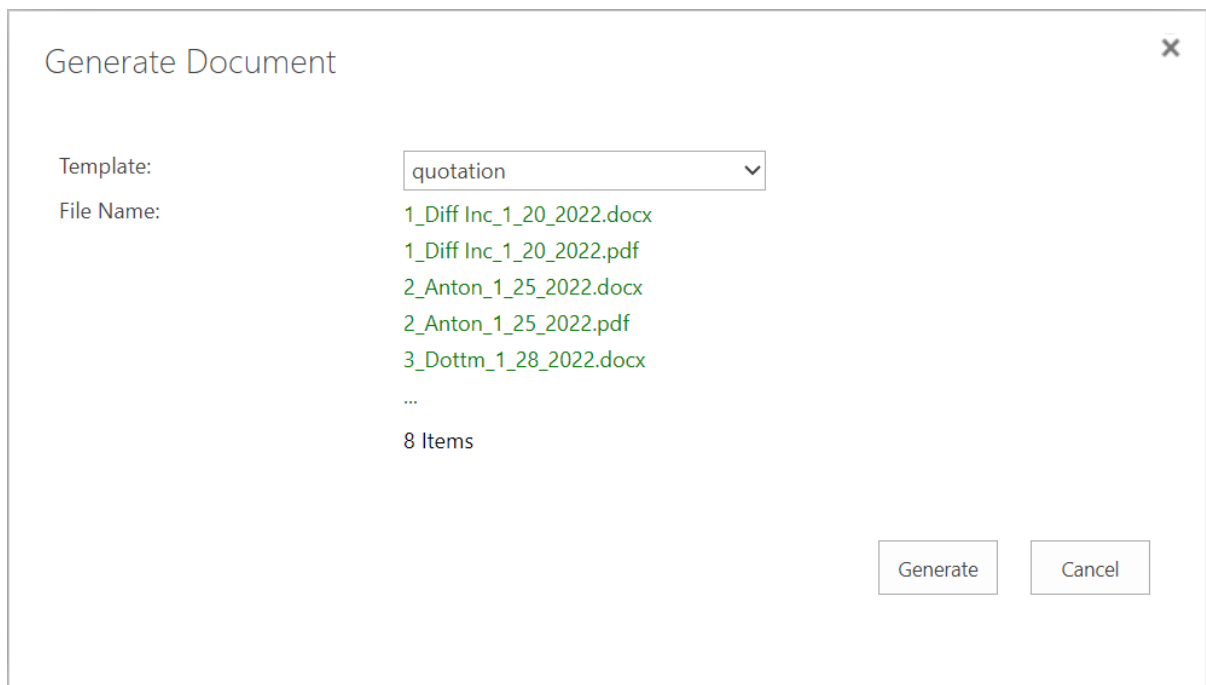 Generate Document
Template:
quotation
File Name:
1_Diff Inc_1_20_2022.docx
1_Diff Inc_1_20_2022.pdf
2_Anton_1_25_2022.docx
2_Anton_1_25_2022.pdf
3_Dottm_1_28_2022.docx
...
8 Items
Generate
Cancel